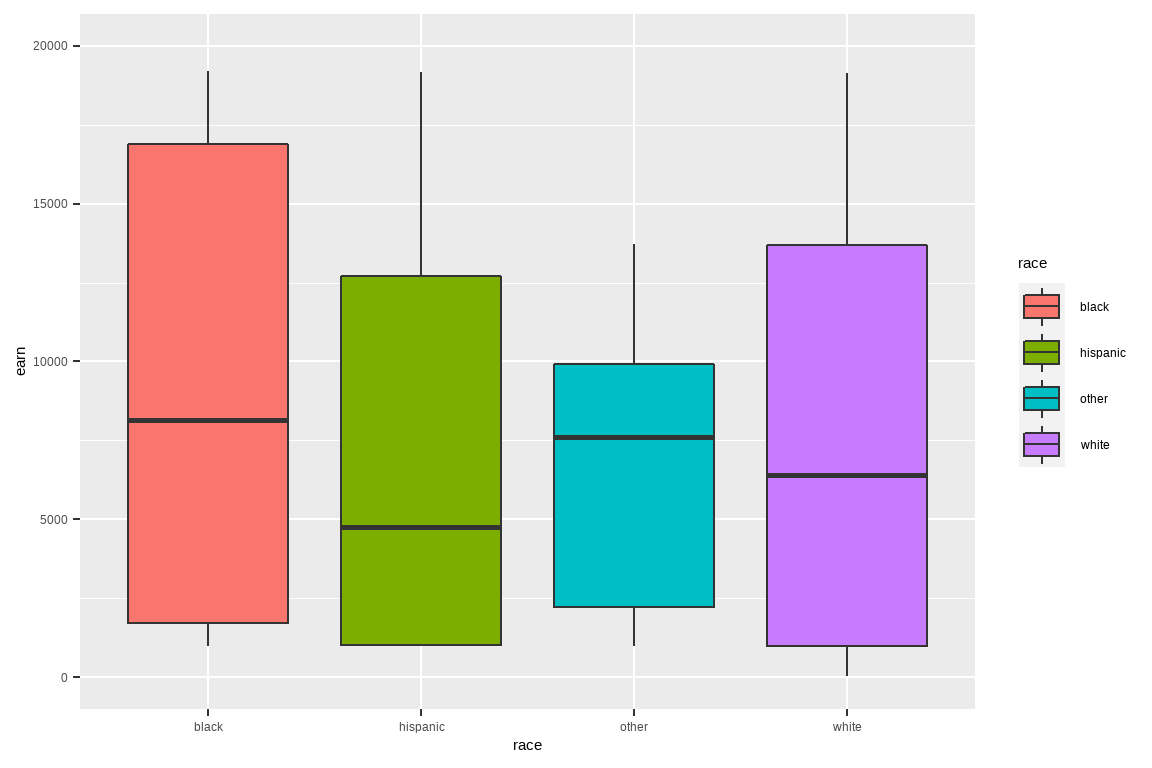 20000
15000
10000
5000
0
earn
black
hispanic
other
white
race
race
black
hispanic
other
white